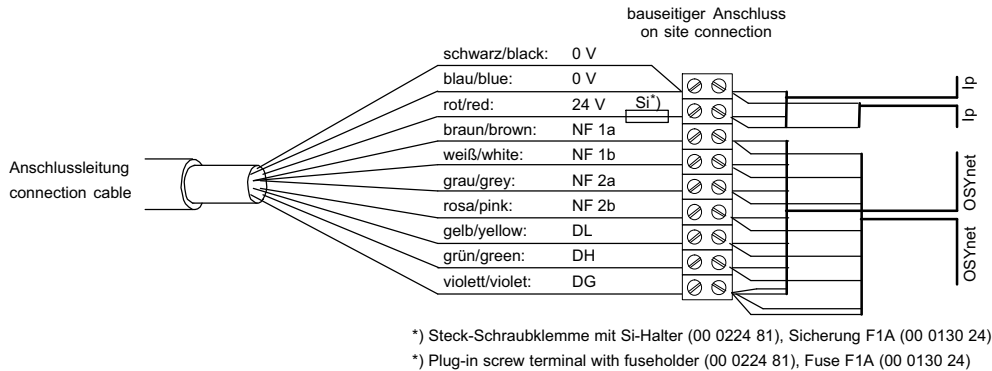 bauseitiger Anschluss
on site connection
schwarz/black: 0 V
blau/blue: 0 V
rot/red: 24 V Si*)
braun/brown: NF 1a
weiß/white: NF 1b
grau/grey: NF 2a
rosa/pink: NF 2b
gelb/yellow: DL
grün/green: DH
violett/violet: DG
Anschlussleitung
connection cable
Ip
Ip
OSYnet
OSYnet
*) Steck-Schraubklemme mit Si-Halter (00 0224 81), Sicherung F1A (00 0130 24)
*) Plug-in screw terminal with fuseholder (00 0224 81), Fuse F1A (00 0130 24)